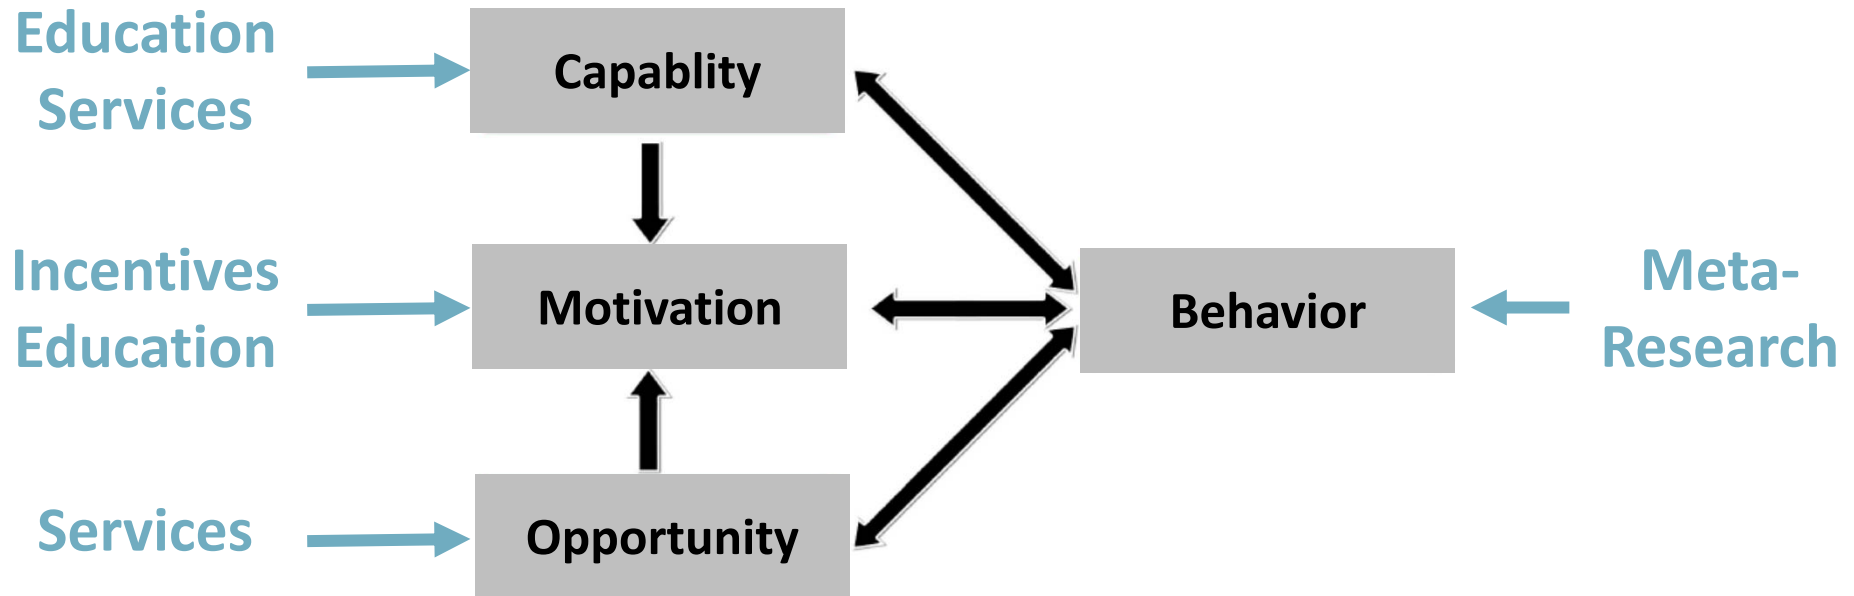 Education
Services
Capablity
Incentives
Education
Motivation
Behavior
Meta-
Research
Services
Opportunity